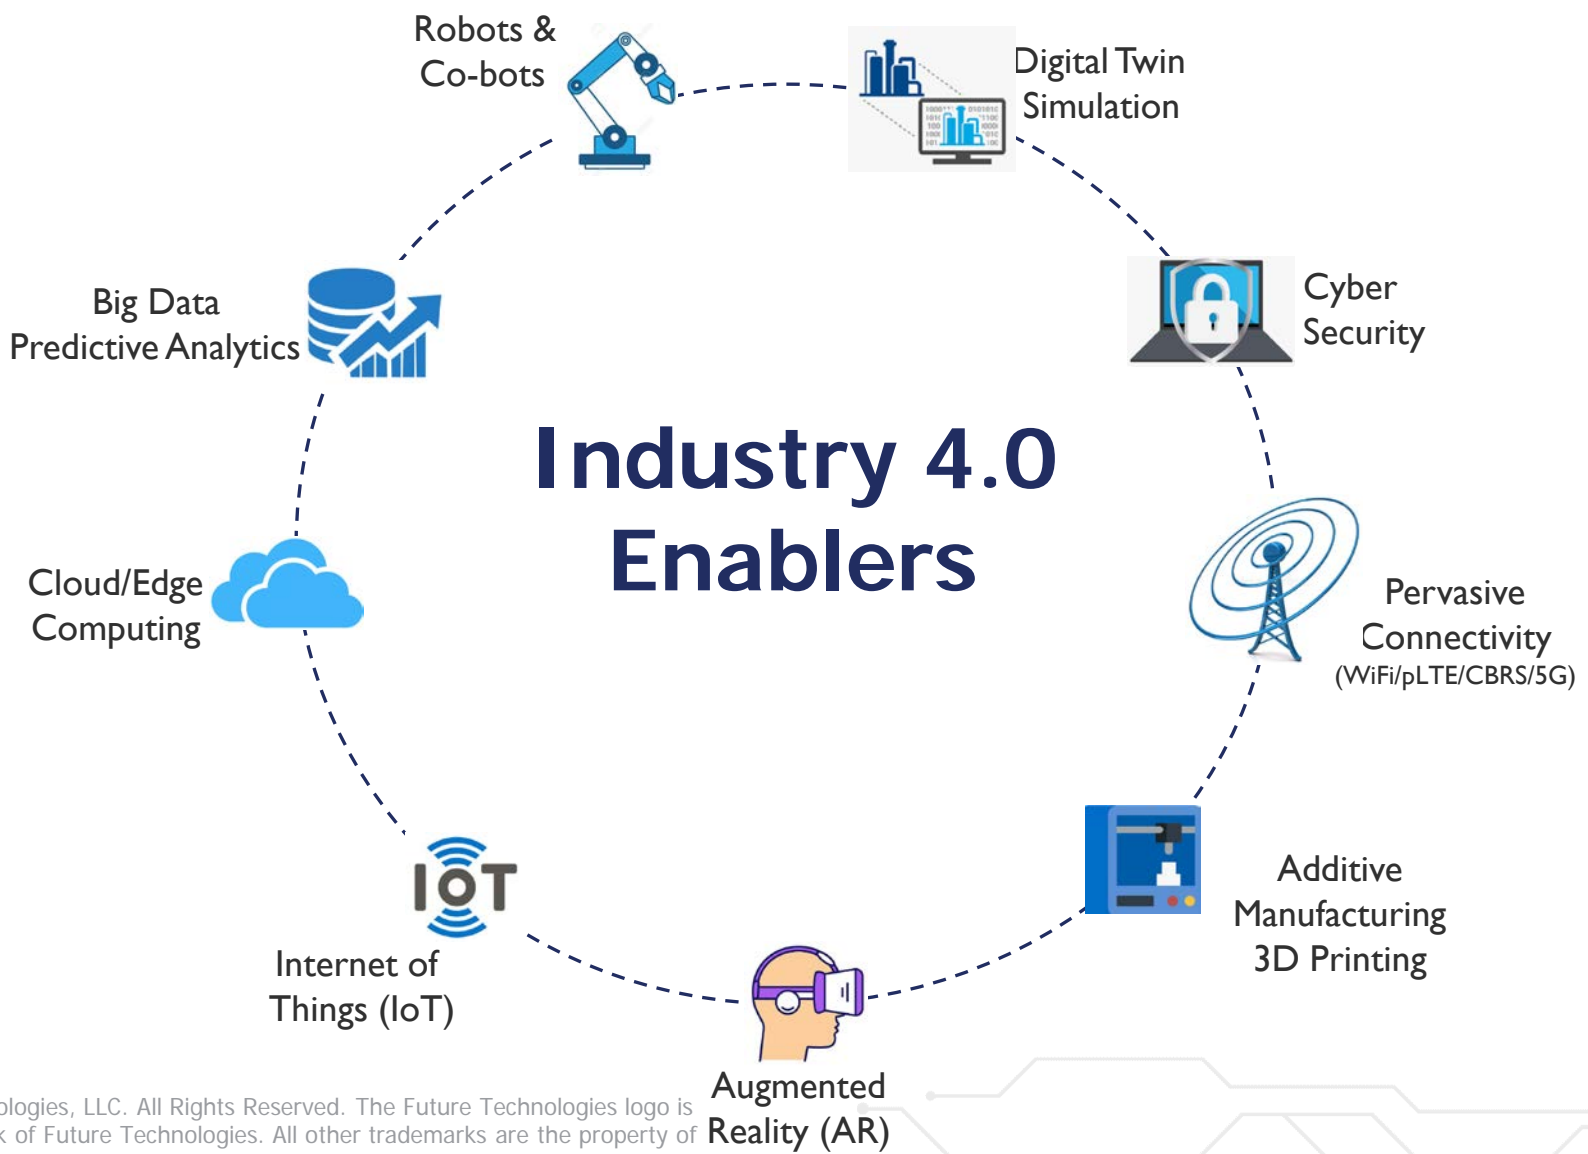 Robots &
Co-bots
Digital Twin
Simulation
Cyber
Security
Pervasive
Connectivity
(WiFi/pLTE/CBRS/5G)
Additive
Manufacturing
3D Printing
Augmented
Reality (AR)
IoT
Internet of
Things (IoT)
Cloud/Edge
Computing
Big Data
Predictive Analytics
Industry 4.0
Enablers
ologies, LLC. All Rights Reserved. The Future Technologies logo is
k of Future Technologies. All other trademarks are the property of